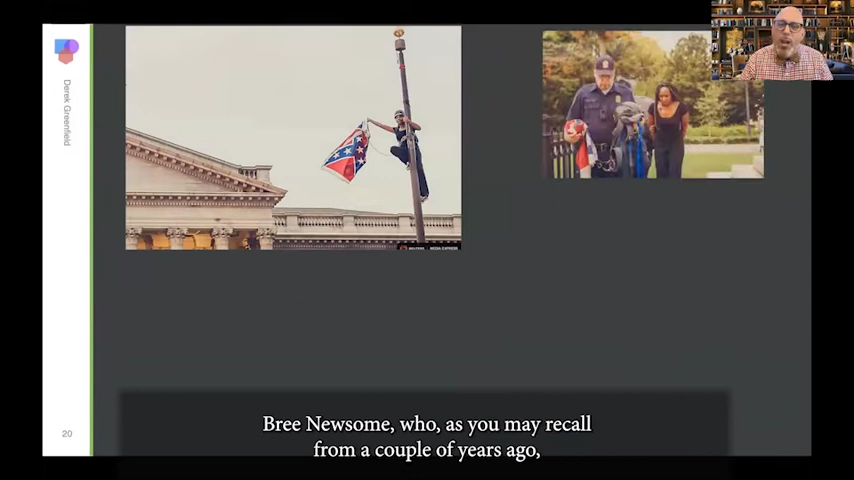 Derek Greenfield
20
Bree Newsome, who, as you may recall
from a couple of years ago,